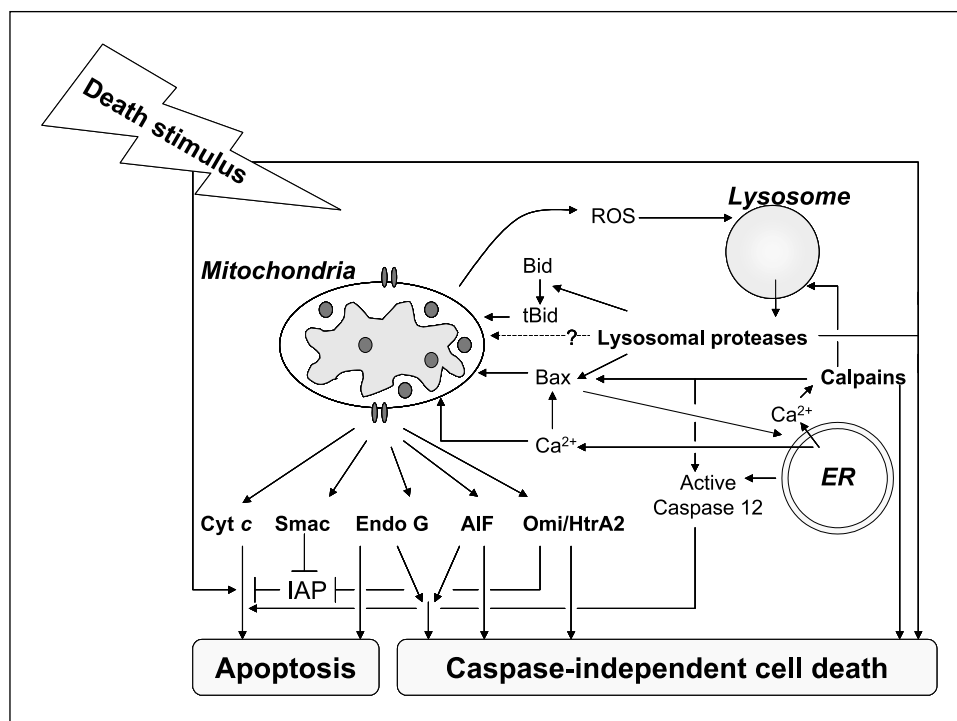 Death stimulus
Lysosome
ROS
Mitochondria
Bid
tBid
? Lysosomal proteases
Bax
Calpains
Ca²⁺
Ca²⁺
ER
Active
Caspase 12
Cyt c Smac Endo G AIF Omi/HtrA2
IAP
Apoptosis
Caspase-independent cell death